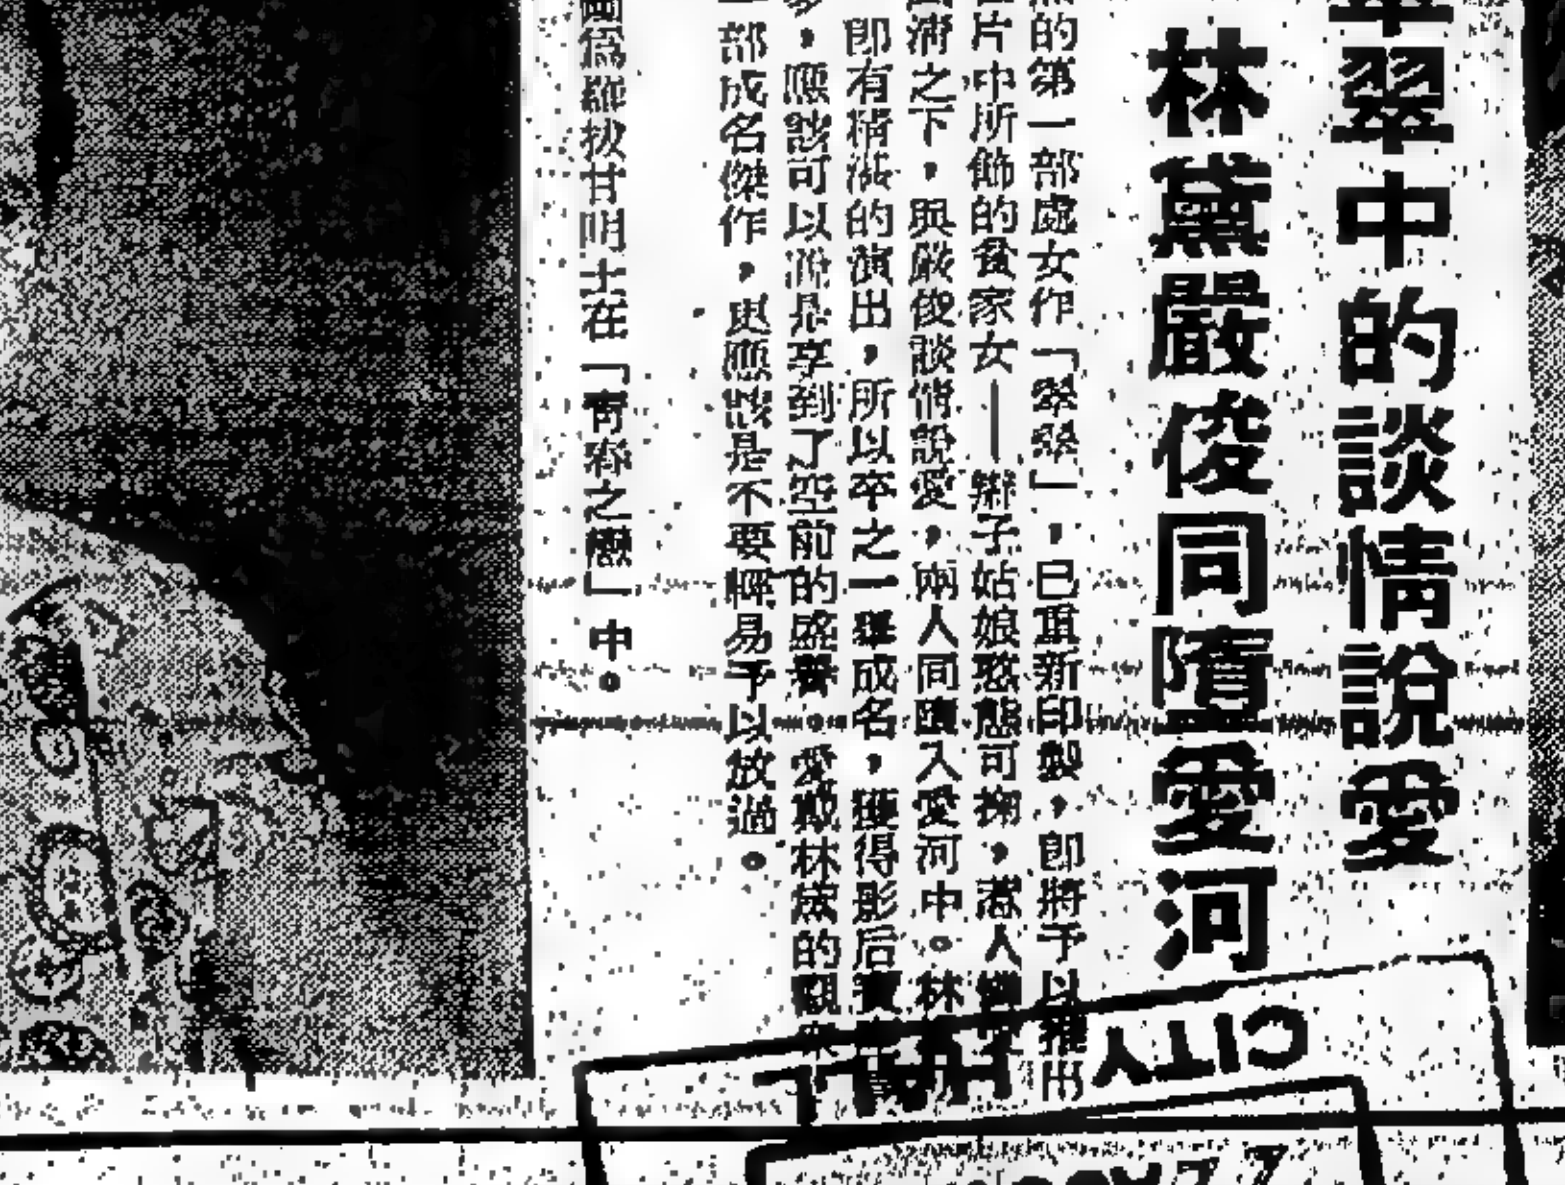 翠中的談情說愛
林黛嚴俊同墮愛河
的第一部處女作「翠翠」,已重新印製,即將予以推出
片中所飾的貧家女——辮子姑娘憨態可掬,惹人
之下,與嚴俊談情說愛,兩人同墮入愛河中。林
即有精湛的演出,所以卒之一舉成名,獲得影后
,應該可以說是享到了空前的盛譽。愛戴林黛的觀
部成名傑作,更應該是不要輕易予以放過。
圖為羅拔甘明士在「青春之戀」中。
CITY HALL